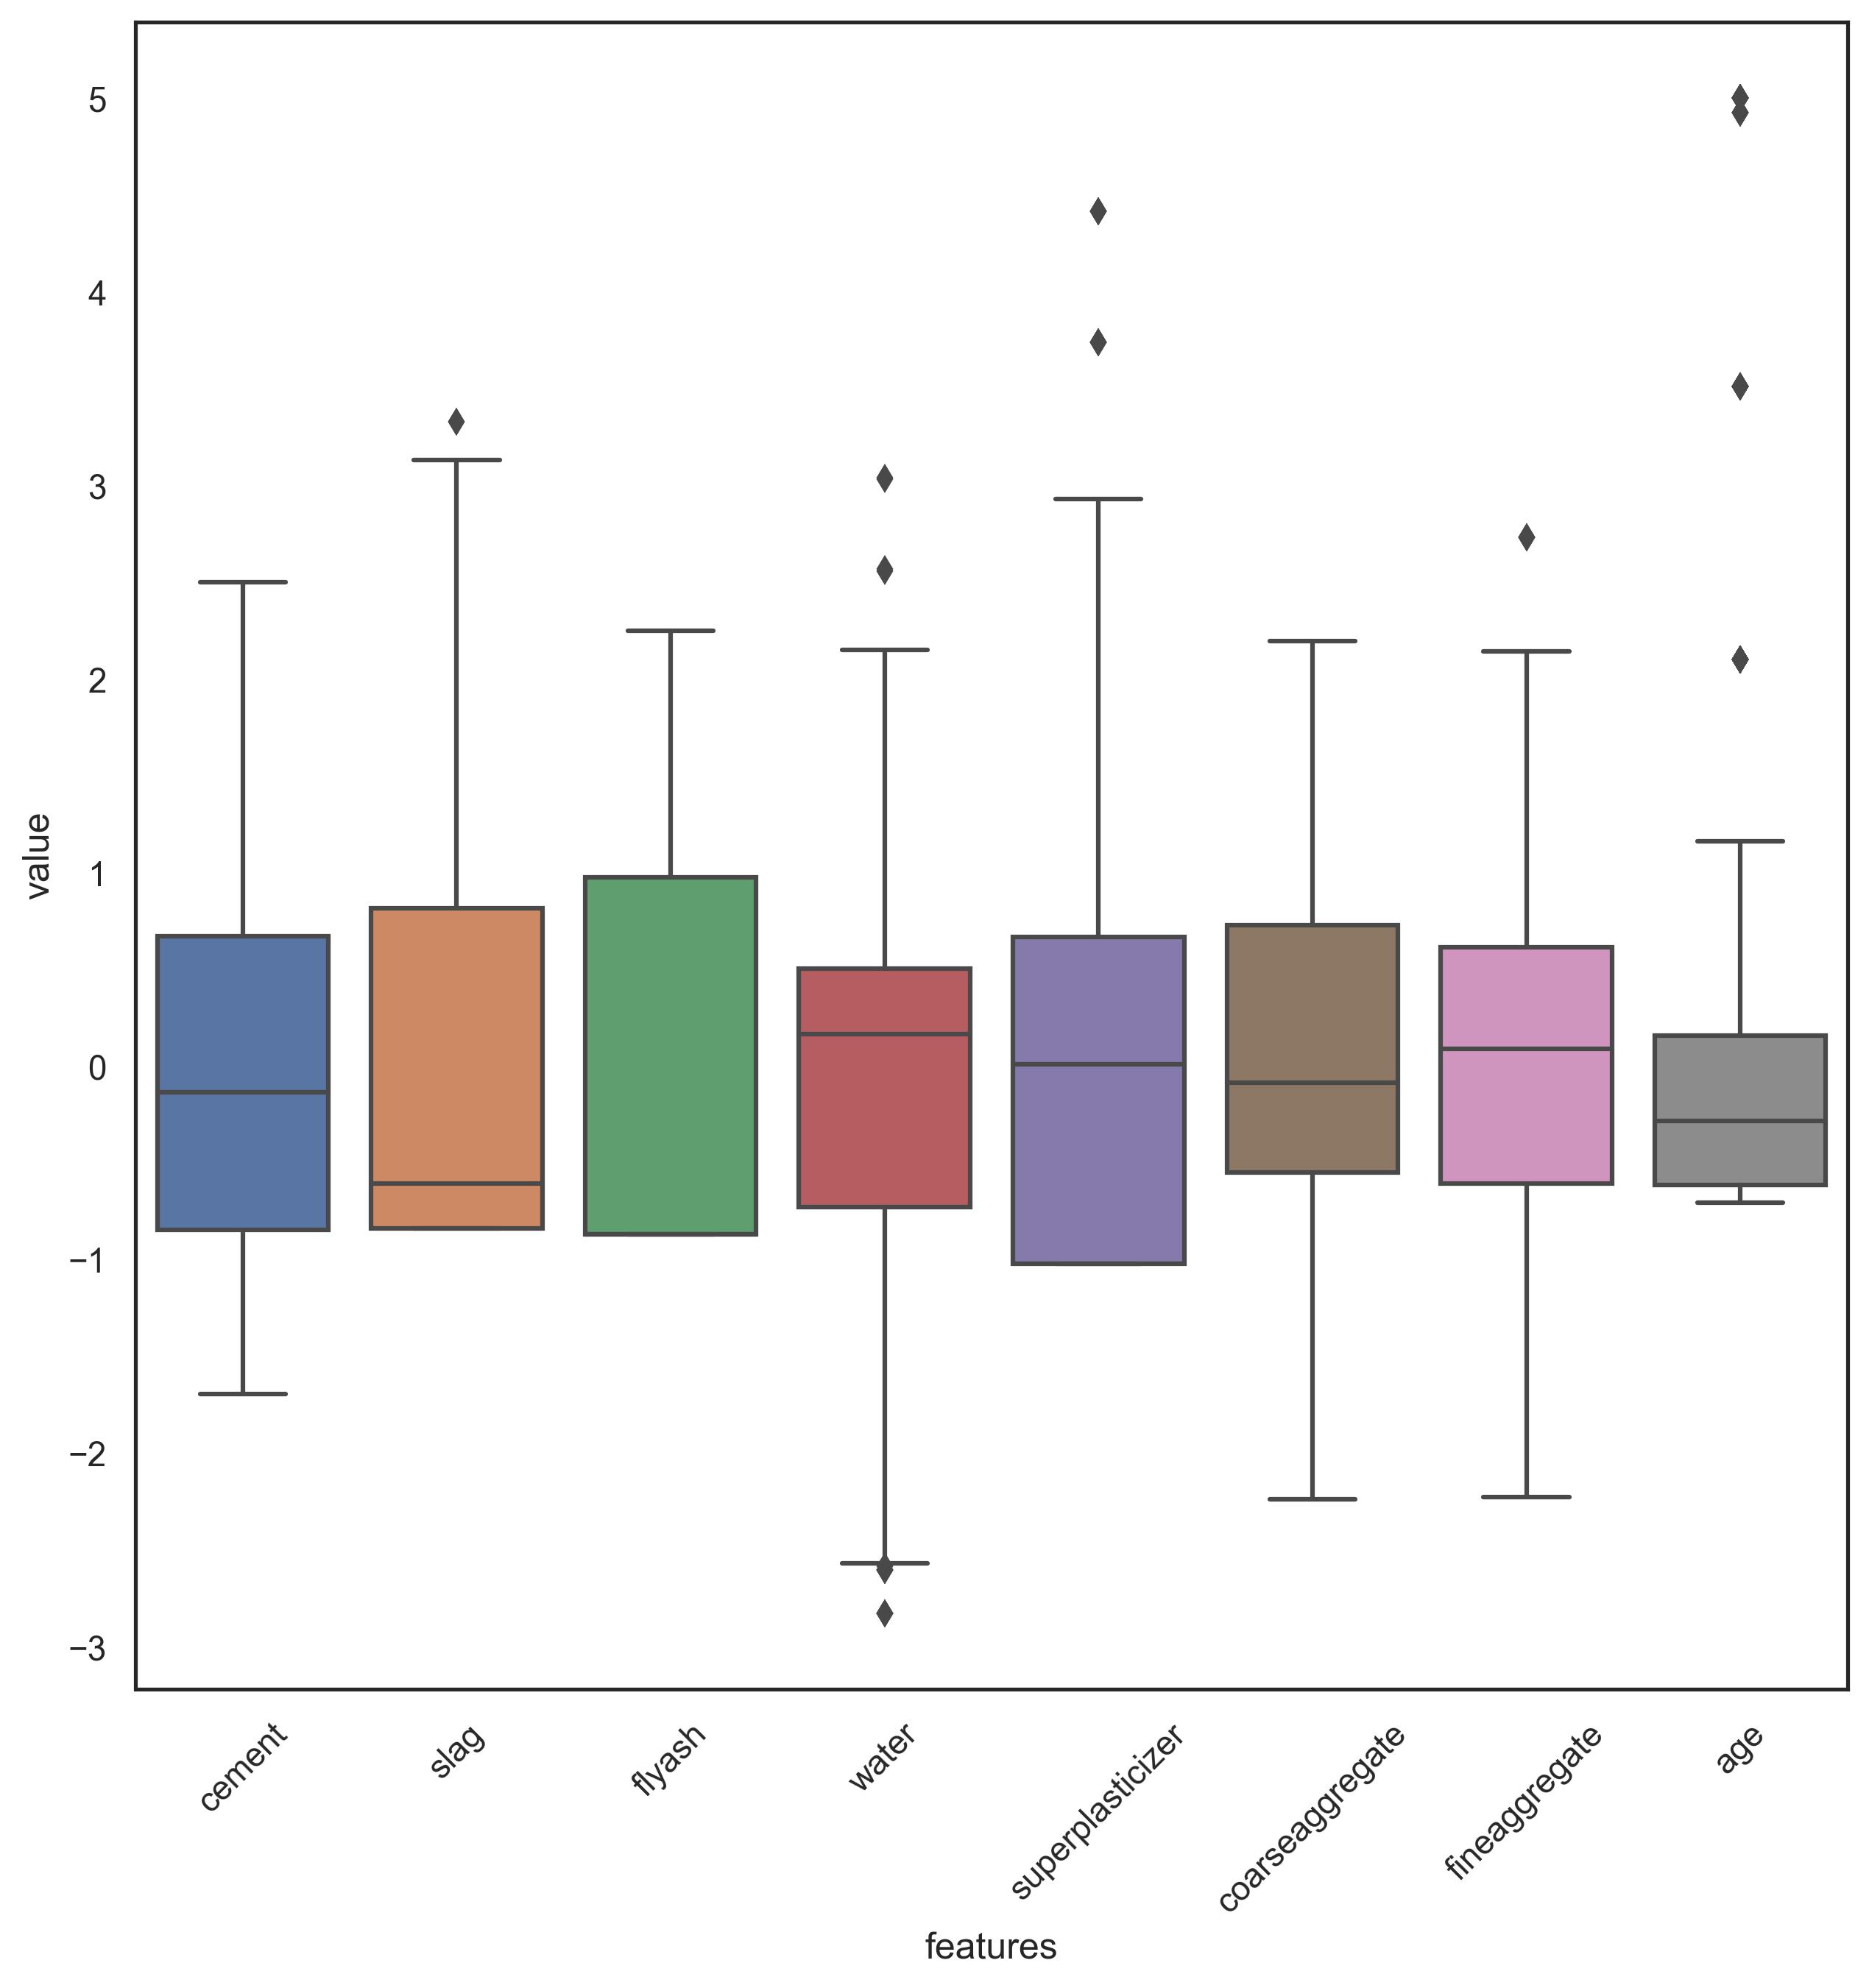 value
5
4
3
2
1
0
−1
−2
−3
cement
slag
flyash
water
superplasticizer
coarseaggregate
fineaggregate
age
features